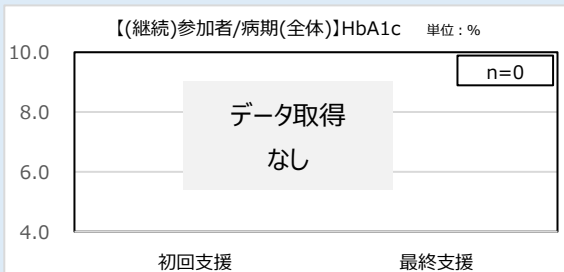 【(継続)参加者/病期(全体)】HbA1c 単位：%
10.0
n=0
8.0
データ取得
なし
6.0
4.0
初回支援 最終支援